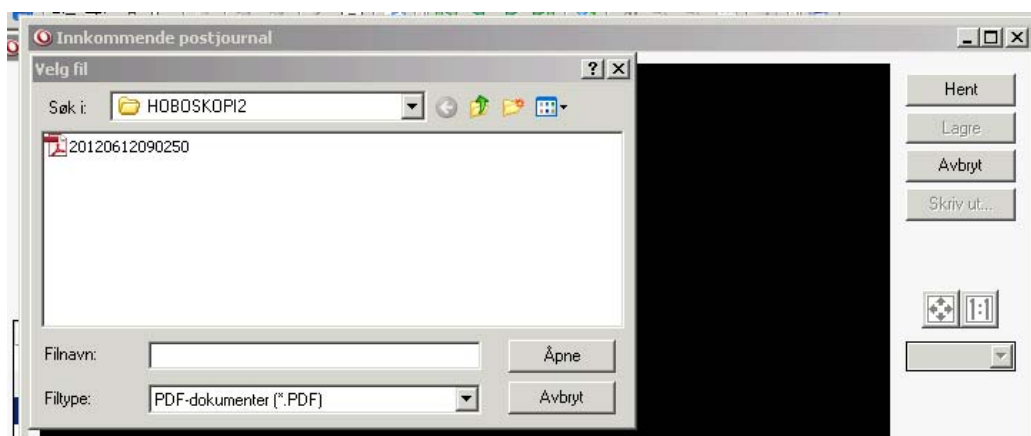 Innkommende postjournal
Velg fil
Søk i: HOBOSKOPI2
20120612090250
Filnavn:
Åpne
Filtype: PDF-dokumenter (*.PDF)
Avbryt
Hent
Lagre
Avbryt
Skriv ut...
1:1